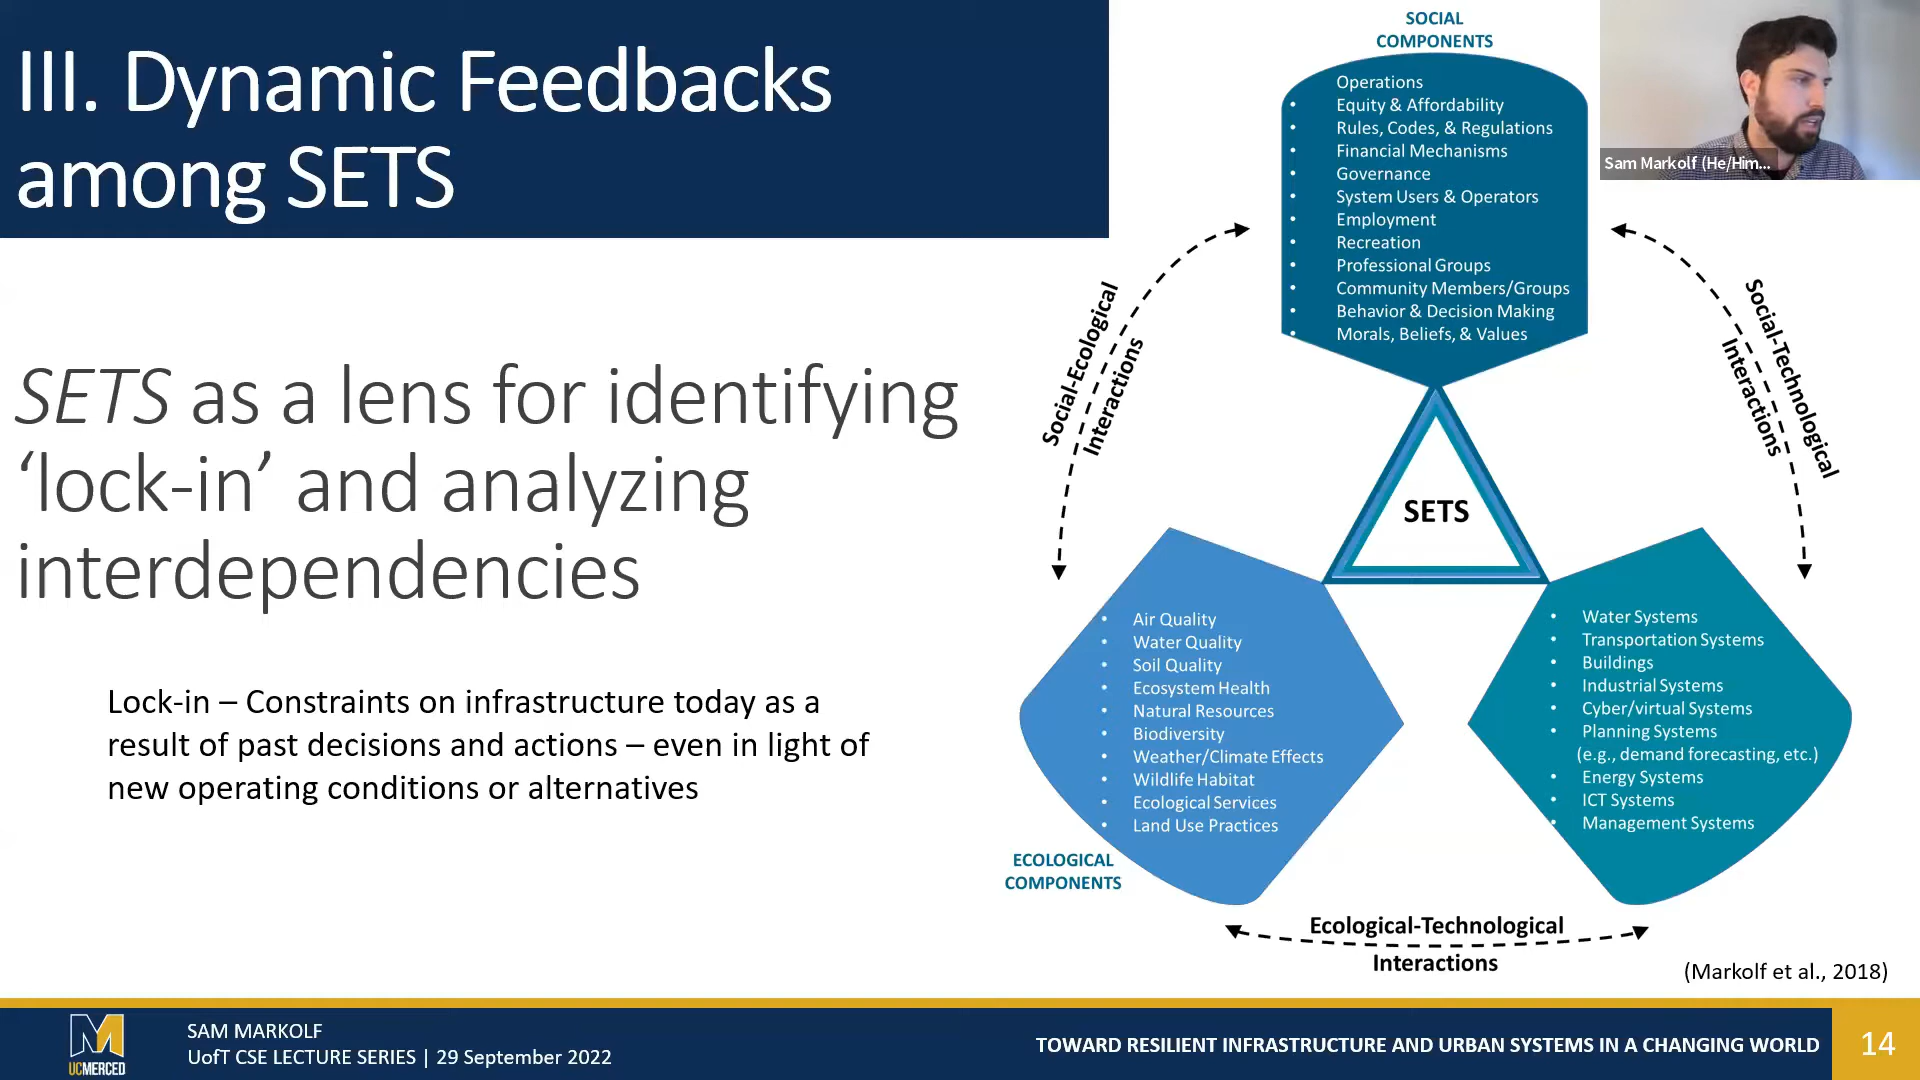 III. Dynamic Feedbacks
among SETS
SETS as a lens for identifying
‘lock-in’ and analyzing
interdependencies
Lock-in – Constraints on infrastructure today as a
result of past decisions and actions – even in light of
new operating conditions or alternatives
SOCIAL
COMPONENTS
Operations
• Equity & Affordability
• Rules, Codes, & Regulations
• Financial Mechanisms
• Governance
• System Users & Operators
• Employment
• Recreation
• Professional Groups
• Community Members/Groups
• Behavior & Decision Making
• Morals, Beliefs, & Values
Sam Markolf (He/Him...
Social-Ecological
Interactions
Social-Technological
Interactions
SETS
• Air Quality
• Water Quality
• Soil Quality
• Ecosystem Health
• Natural Resources
• Biodiversity
• Weather/Climate Effects
• Wildlife Habitat
• Ecological Services
• Land Use Practices
ECOLOGICAL
COMPONENTS
• Water Systems
• Transportation Systems
• Buildings
• Industrial Systems
• Cyber/virtual Systems
• Planning Systems
(e.g., demand forecasting, etc.)
• Energy Systems
• ICT Systems
• Management Systems
Ecological-Technological
Interactions
(Markolf et al., 2018)
UCMERCED
SAM MARKOLF
UofT CSE LECTURE SERIES | 29 September 2022
TOWARD RESILIENT INFRASTRUCTURE AND URBAN SYSTEMS IN A CHANGING WORLD
14